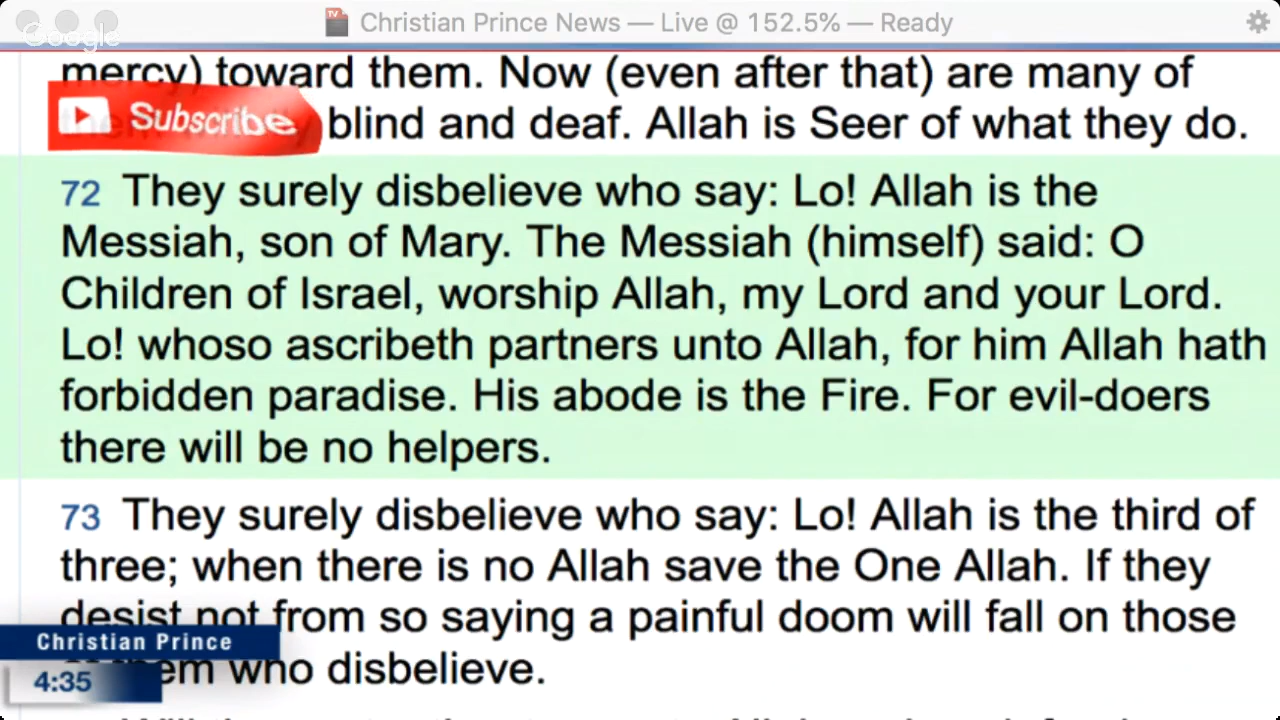 Christian Prince News — Live @ 152.5% — Ready
Google
mercy) toward them. Now (even after that) are many of
Subscribe
blind and deaf. Allah is Seer of what they do.
72 They surely disbelieve who say: Lo! Allah is the
Messiah, son of Mary. The Messiah (himself) said: O
Children of Israel, worship Allah, my Lord and your Lord.
Lo! whoso ascribeth partners unto Allah, for him Allah hath
forbidden paradise. His abode is the Fire. For evil-doers
there will be no helpers.
73 They surely disbelieve who say: Lo! Allah is the third of
three; when there is no Allah save the One Allah. If they
desist not from so saying a painful doom will fall on those
Christian Prince
who disbelieve.
4:35